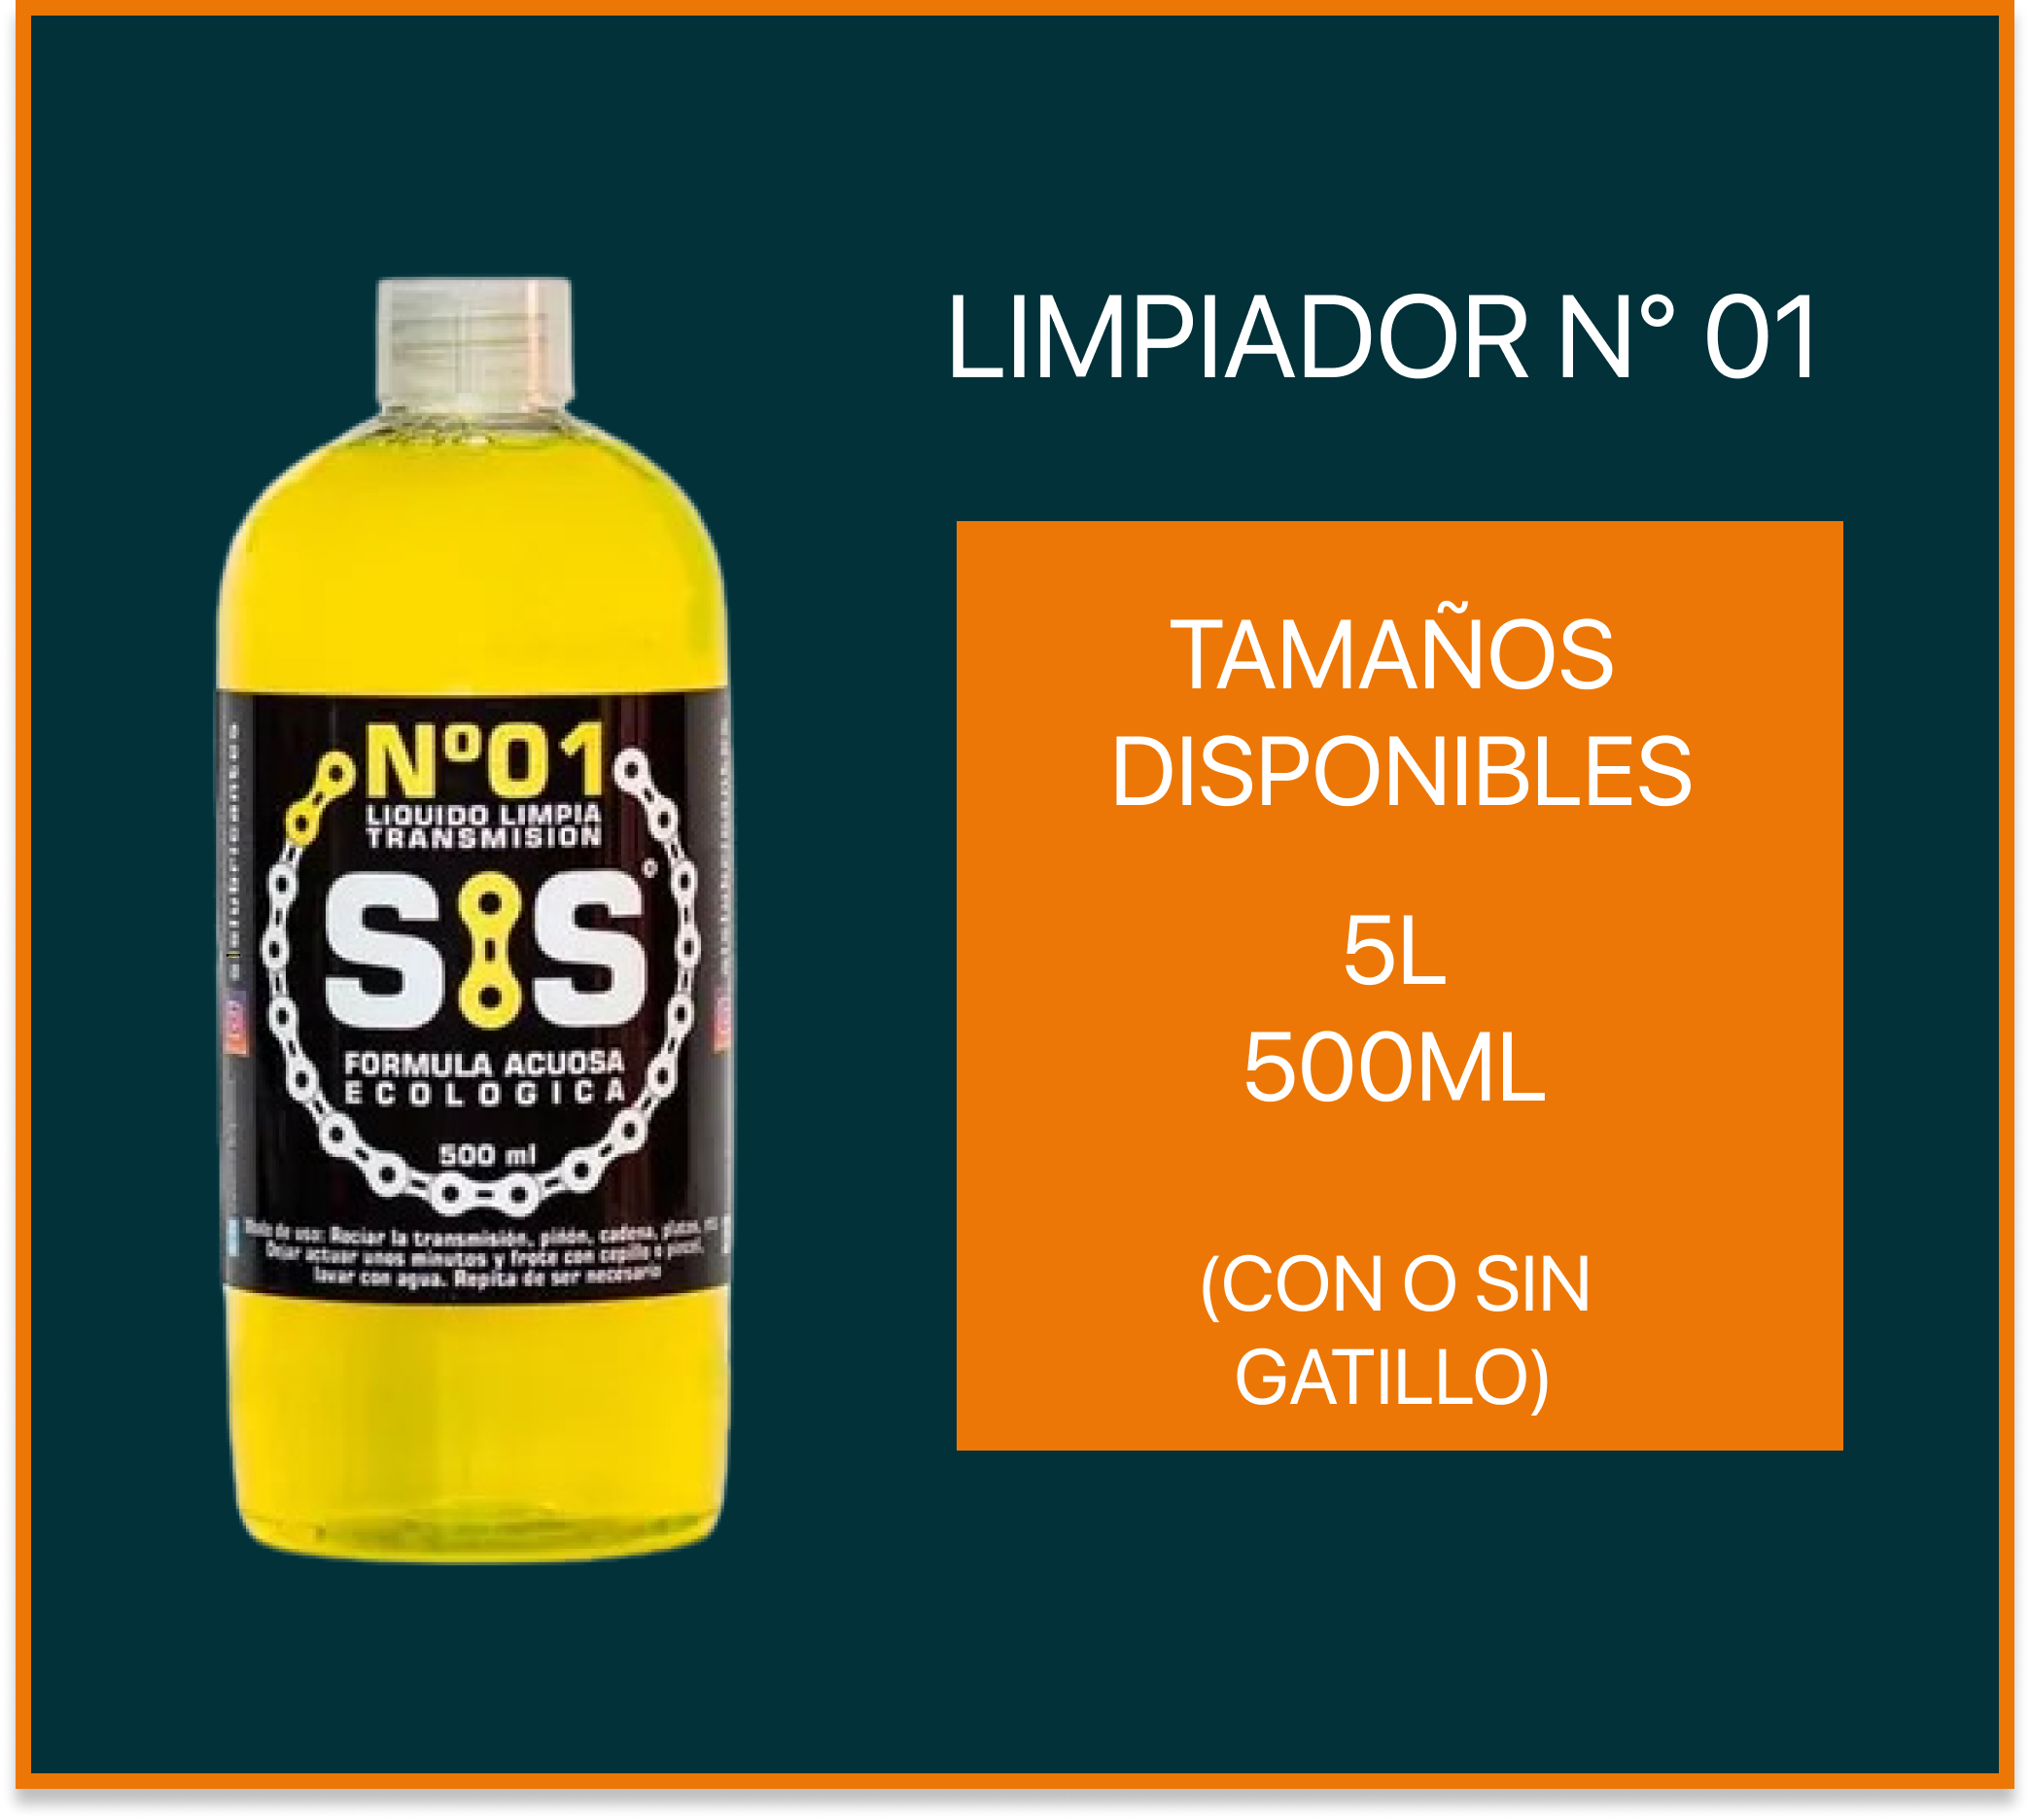 LIMPIADOR N° 01
TAMAÑOS
DISPONIBLES
5L
500ML
(CON O SIN
GATILLO)
Nº01
LIQUIDO LIMPIA
TRANSMISION
SIS
FORMULA ACUOSA
ECOLOGICA
500 ml
Modo de uso: Rociar la transmisión, piñón, cadena, platos, etc
Dejar actuar unos minutos y frote con cepillo o pincel,
lavar con agua. Repita de ser necesario